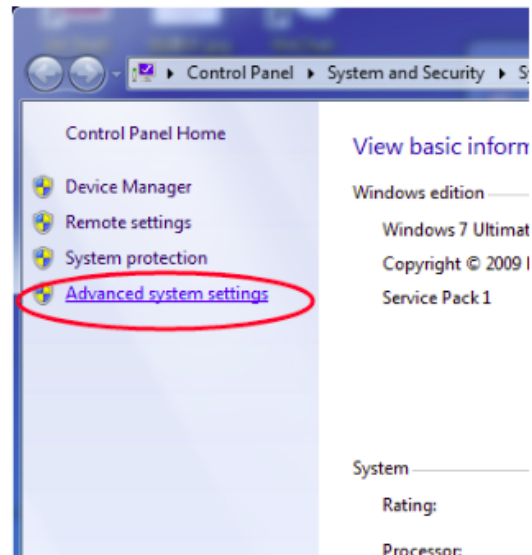 Control Panel System and Security
Control Panel Home
Device Manager
Remote settings
System protection
Advanced system settings
View basic inform
Windows edition
Windows 7 Ultimat
Copyright © 2009
Service Pack 1
System
Rating:
Processor: